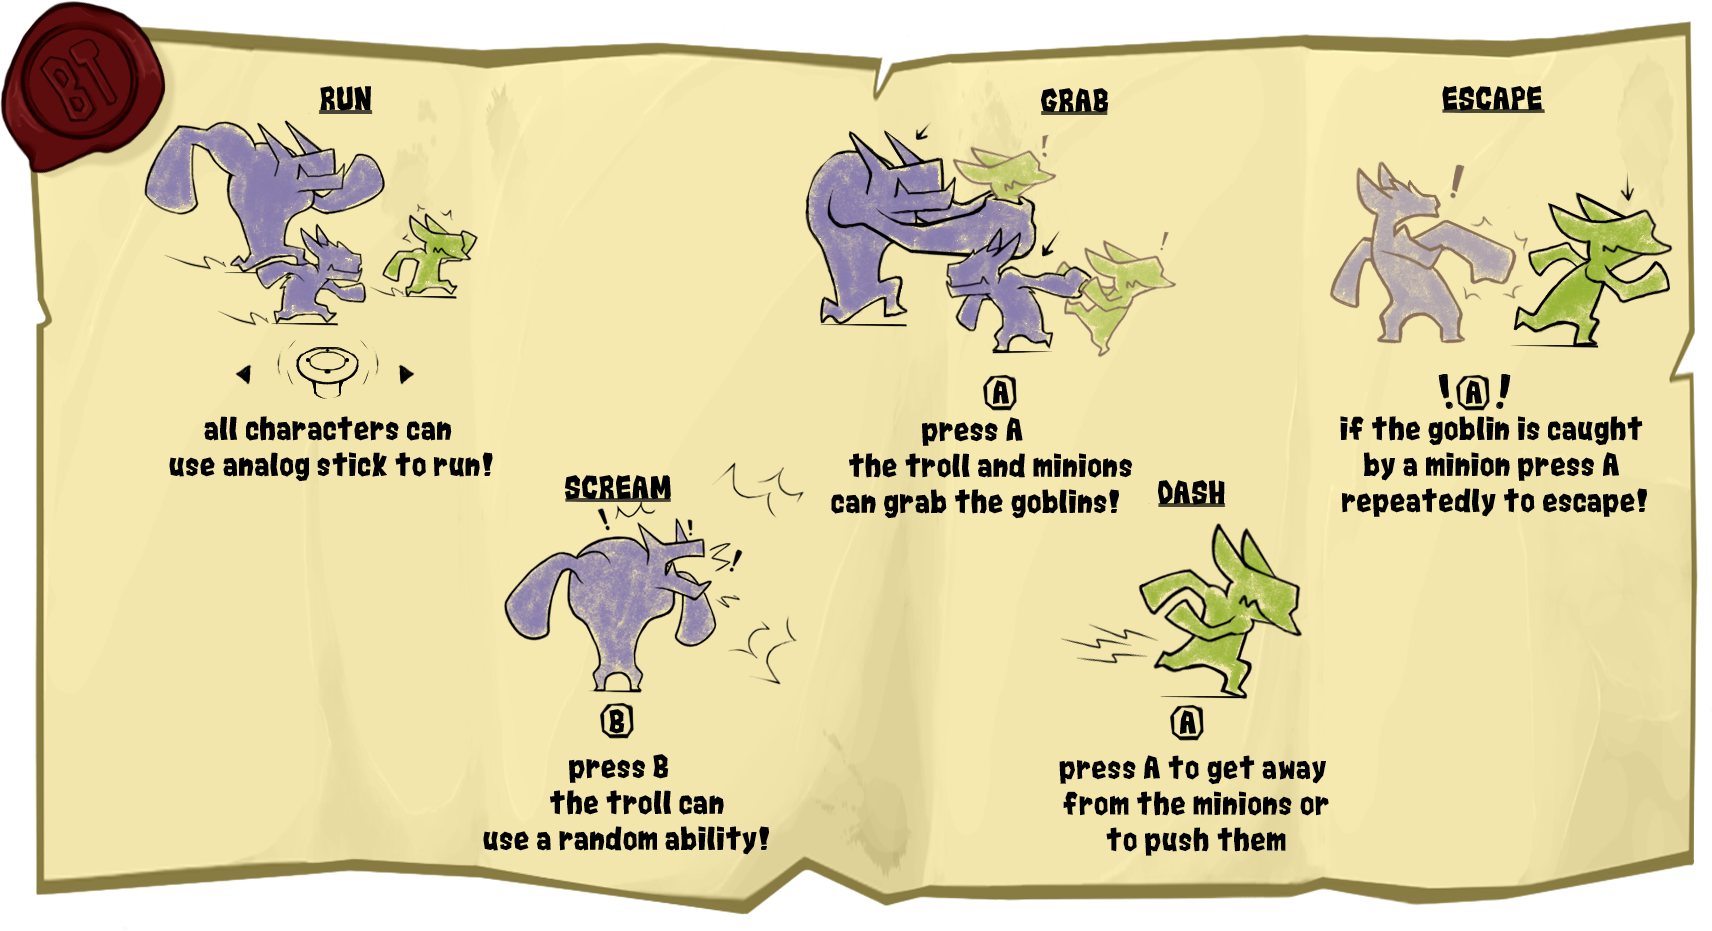 BT
RUN
all characters can
use analog stick to run!
SCREAM
! ! !
B
press B
the troll can
use a random ability!
GRAB
!
!
A
press A
the troll and minions
can grab the goblins!
DASH
A
press A to get away
from the minions or
to push them
ESCAPE
!
! A !
if the goblin is caught
by a minion press A
repeatedly to escape!